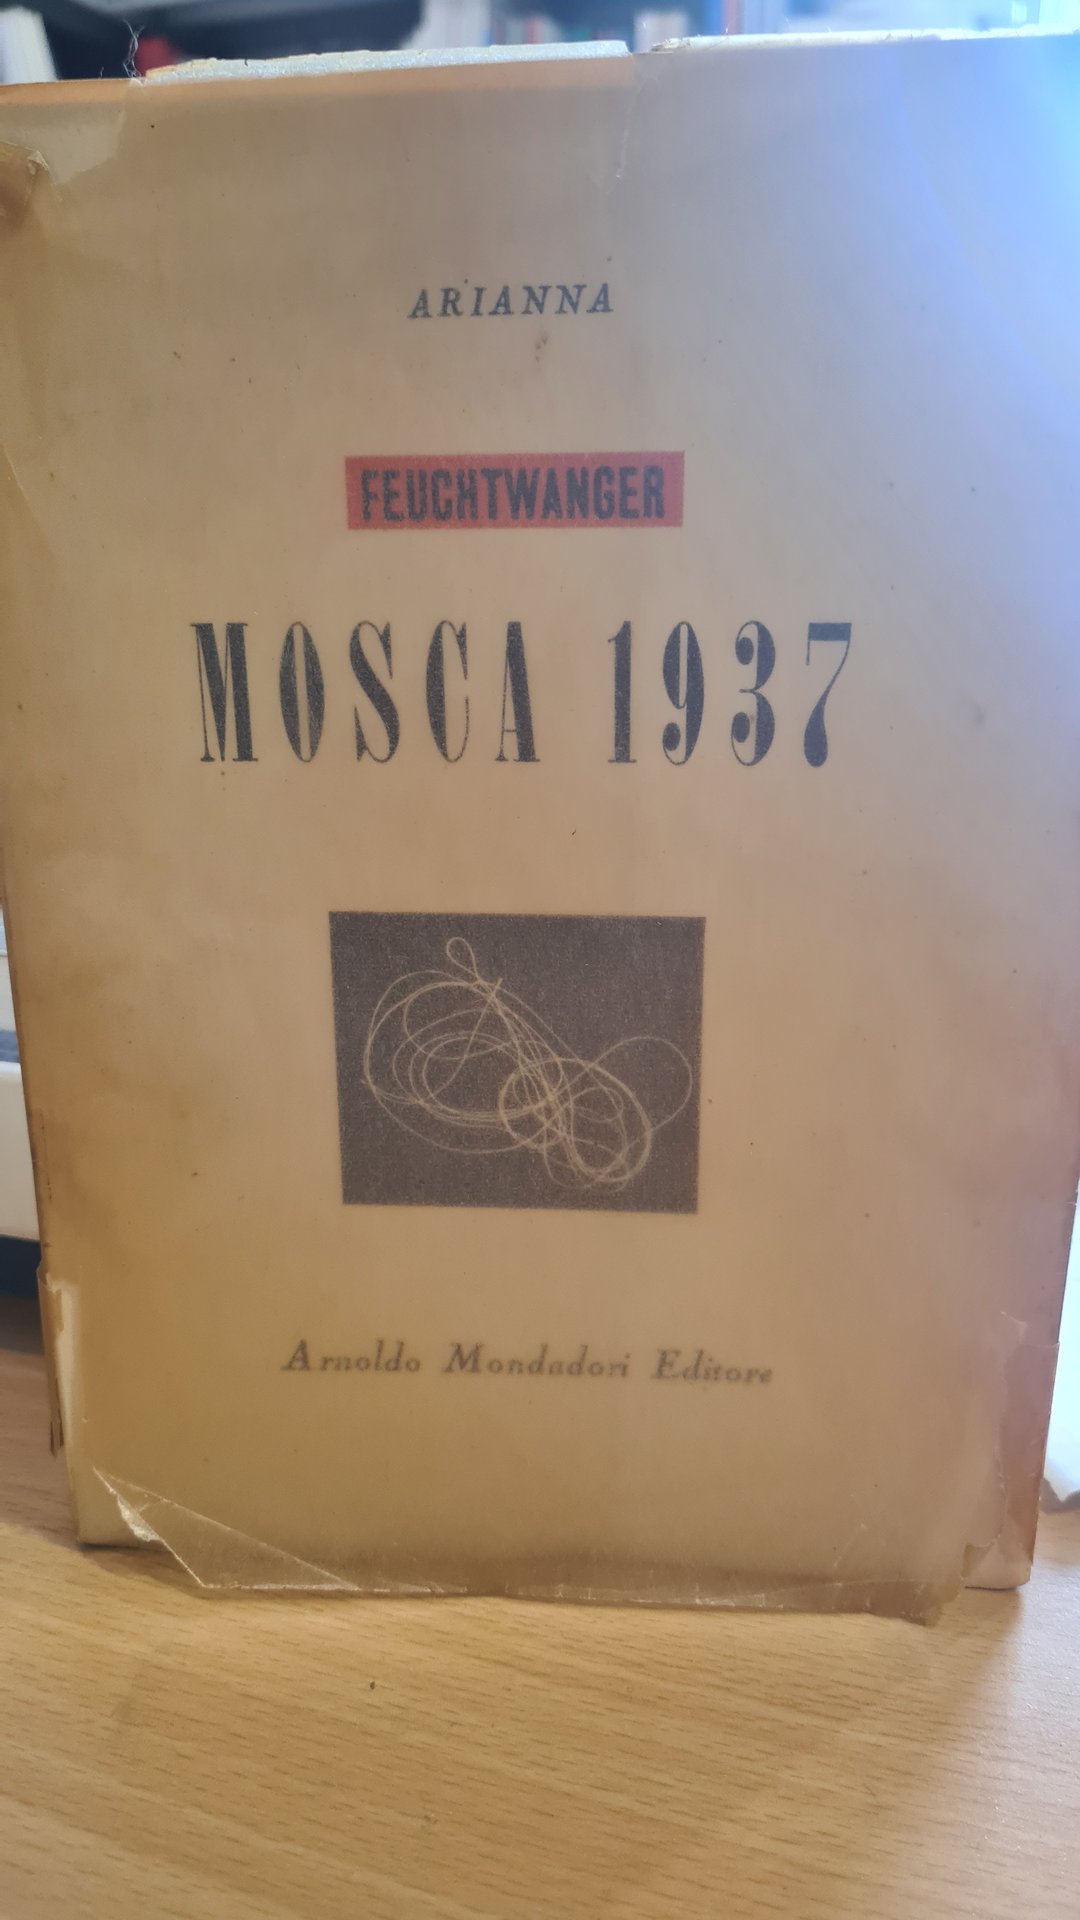 ARIANNA
FEUCHTWANGER
MOSCA 1937
Arnoldo Mondadori Editore